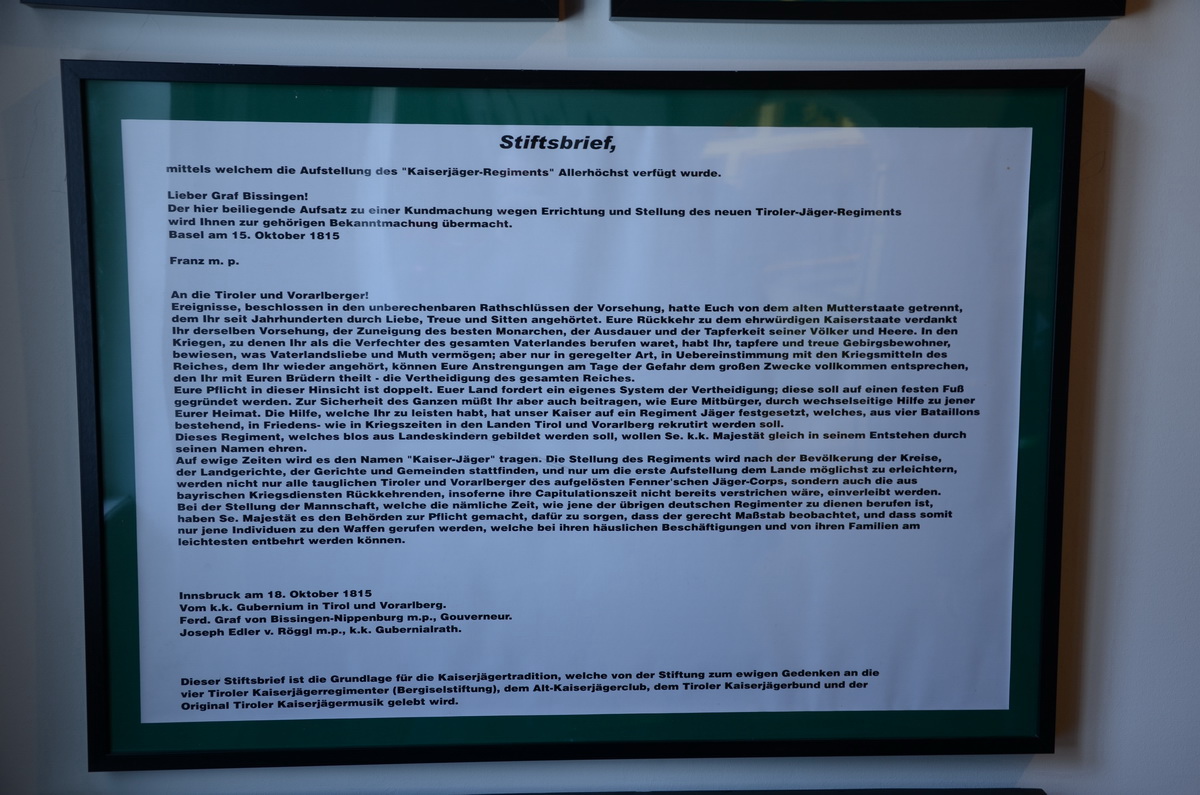 Stiftsbrief,
mittels welchem die Aufstellung des "Kaiserjäger-Regiments" Allerhöchst verfügt wurde.
Lieber Graf Bissingen!
Der hier beiliegende Aufsatz zu einer Kundmachung wegen Errichtung und Stellung des neuen Tiroler-Jäger-Regiments
wird Ihnen zur gehörigen Bekanntmachung übermacht.
Basel am 15. Oktober 1815
Franz m. p.
An die Tiroler und Vorarlberger!
Ereignisse, beschlossen in den unberechenbaren Rathschlüssen der Vorsehung, hatte Euch von dem alten Mutterstaate getrennt,
dem Ihr seit Jahrhunderten durch Liebe, Treue und Sitten angehörtet. Eure Rückkehr zu dem ehrwürdigen Kaiserstaate verdankt
Ihr derselben Vorsehung, der Zuneigung des besten Monarchen, der Ausdauer und der Tapferkeit seiner Völker und Heere. In den
Kriegen, zu denen Ihr als die Verfechter des gesamten Vaterlandes berufen waret, habt Ihr, tapfere und treue Gebirgsbewohner,
bewiesen, was Vaterlandsliebe und Muth vermögen; aber nur in geregelter Art, in Uebereinstimmung mit den Kriegsmitteln des
Reiches, dem Ihr wieder angehört, können Eure Anstrengungen am Tage der Gefahr dem großen Zwecke vollkommen entsprechen,
den Ihr mit Euren Brüdern theilt - die Vertheidigung des gesamten Reiches.
Eure Pflicht in dieser Hinsicht ist doppelt. Euer Land fordert ein eigenes System der Vertheidigung; diese soll auf einen festen Fuß
gegründet werden. Zur Sicherheit des Ganzen müßt Ihr aber auch beitragen, wie Eure Mitbürger, durch wechselseitige Hilfe zu jener
Eurer Heimat. Die Hilfe, welche Ihr zu leisten habt, hat unser Kaiser auf ein Regiment Jäger festgesetzt, welches, aus vier Bataillons
bestehend, in Friedens- wie in Kriegszeiten in den Landen Tirol und Vorarlberg rekrutirt werden soll.
Dieses Regiment, welches blos aus Landeskindern gebildet werden soll, wollen Se. k.k. Majestät gleich in seinem Entstehen durch
seinen Namen ehren.
Auf ewige Zeiten wird es den Namen "Kaiser-Jäger" tragen. Die Stellung des Regiments wird nach der Bevölkerung der Kreise,
der Landgerichte, der Gerichte und Gemeinden stattfinden, und nur um die erste Aufstellung dem Lande möglichst zu erleichtern,
werden nicht nur alle tauglichen Tiroler und Vorarlberger des aufgelösten Fenner'schen Jäger-Corps, sondern auch die aus
bayrischen Kriegsdiensten Rückkehrenden, insoferne ihre Capitulationszeit nicht bereits verstrichen wäre, einverleibt werden.
Bei der Stellung der Mannschaft, welche die nämliche Zeit, wie jene der übrigen deutschen Regimenter zu dienen berufen ist,
haben Se. Majestät es den Behörden zur Pflicht gemacht, dafür zu sorgen, dass der gerecht Maßstab beobachtet, und dass somit
nur jene Individuen zu den Waffen gerufen werden, welche bei ihren häuslichen Beschäftigungen und von ihren Familien am
leichtesten entbehrt werden können.
Innsbruck am 18. Oktober 1815
Vom k.k. Gubernium in Tirol und Vorarlberg.
Ferd. Graf von Bissingen-Nippenburg m.p., Gouverneur.
Joseph Edler v. Röggl m.p., k.k. Gubernialrath.
Dieser Stiftsbrief ist die Grundlage für die Kaiserjägertradition, welche von der Stiftung zum ewigen Gedenken an die
vier Tiroler Kaiserjägerregimenter (Bergiselstiftung), dem Alt-Kaiserjägerclub, dem Tiroler Kaiserjägerbund und der
Original Tiroler Kaiserjägermusik gelebt wird.